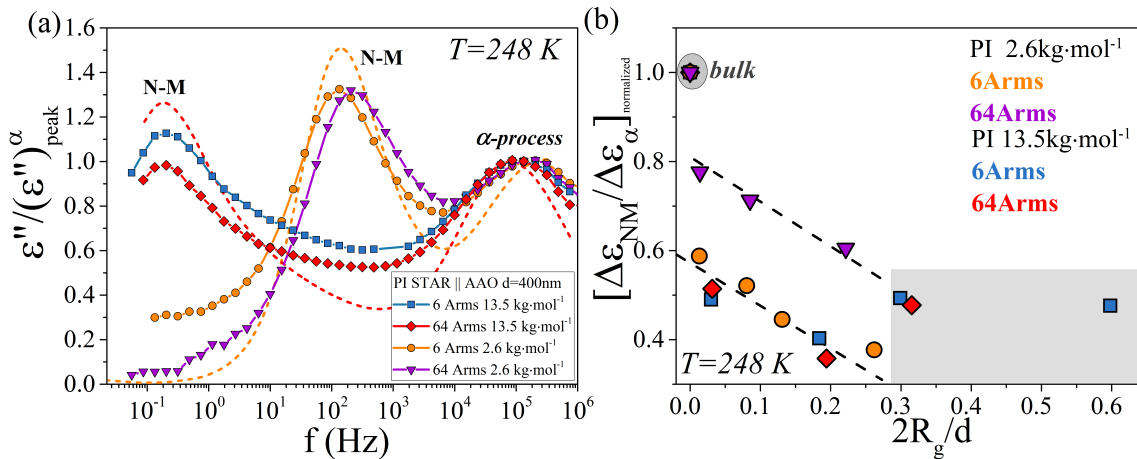 (a)
1.6
1.4
1.2
1.0
0.8
0.6
0.4
0.2
0.0
ε''/(ε'')^α_peak
N-M
N-M
T=248 K
α-process
PI STAR || AAO d=400nm
6 Arms 13.5 kg·mol⁻¹
64 Arms 13.5 kg·mol⁻¹
6 Arms 2.6 kg·mol⁻¹
64 Arms 2.6 kg·mol⁻¹
10⁻¹ 10⁰ 10¹ 10² 10³ 10⁴ 10⁵ 10⁶
f (Hz)
(b)
1.0
0.8
0.6
0.4
[Δε_NM/Δε_α]_normalized
bulk
PI 2.6kg·mol⁻¹
6Arms
64Arms
PI 13.5kg·mol⁻¹
6Arms
64Arms
T=248 K
0.0 0.1 0.2 0.3 0.4 0.5 0.6
2R_g/d